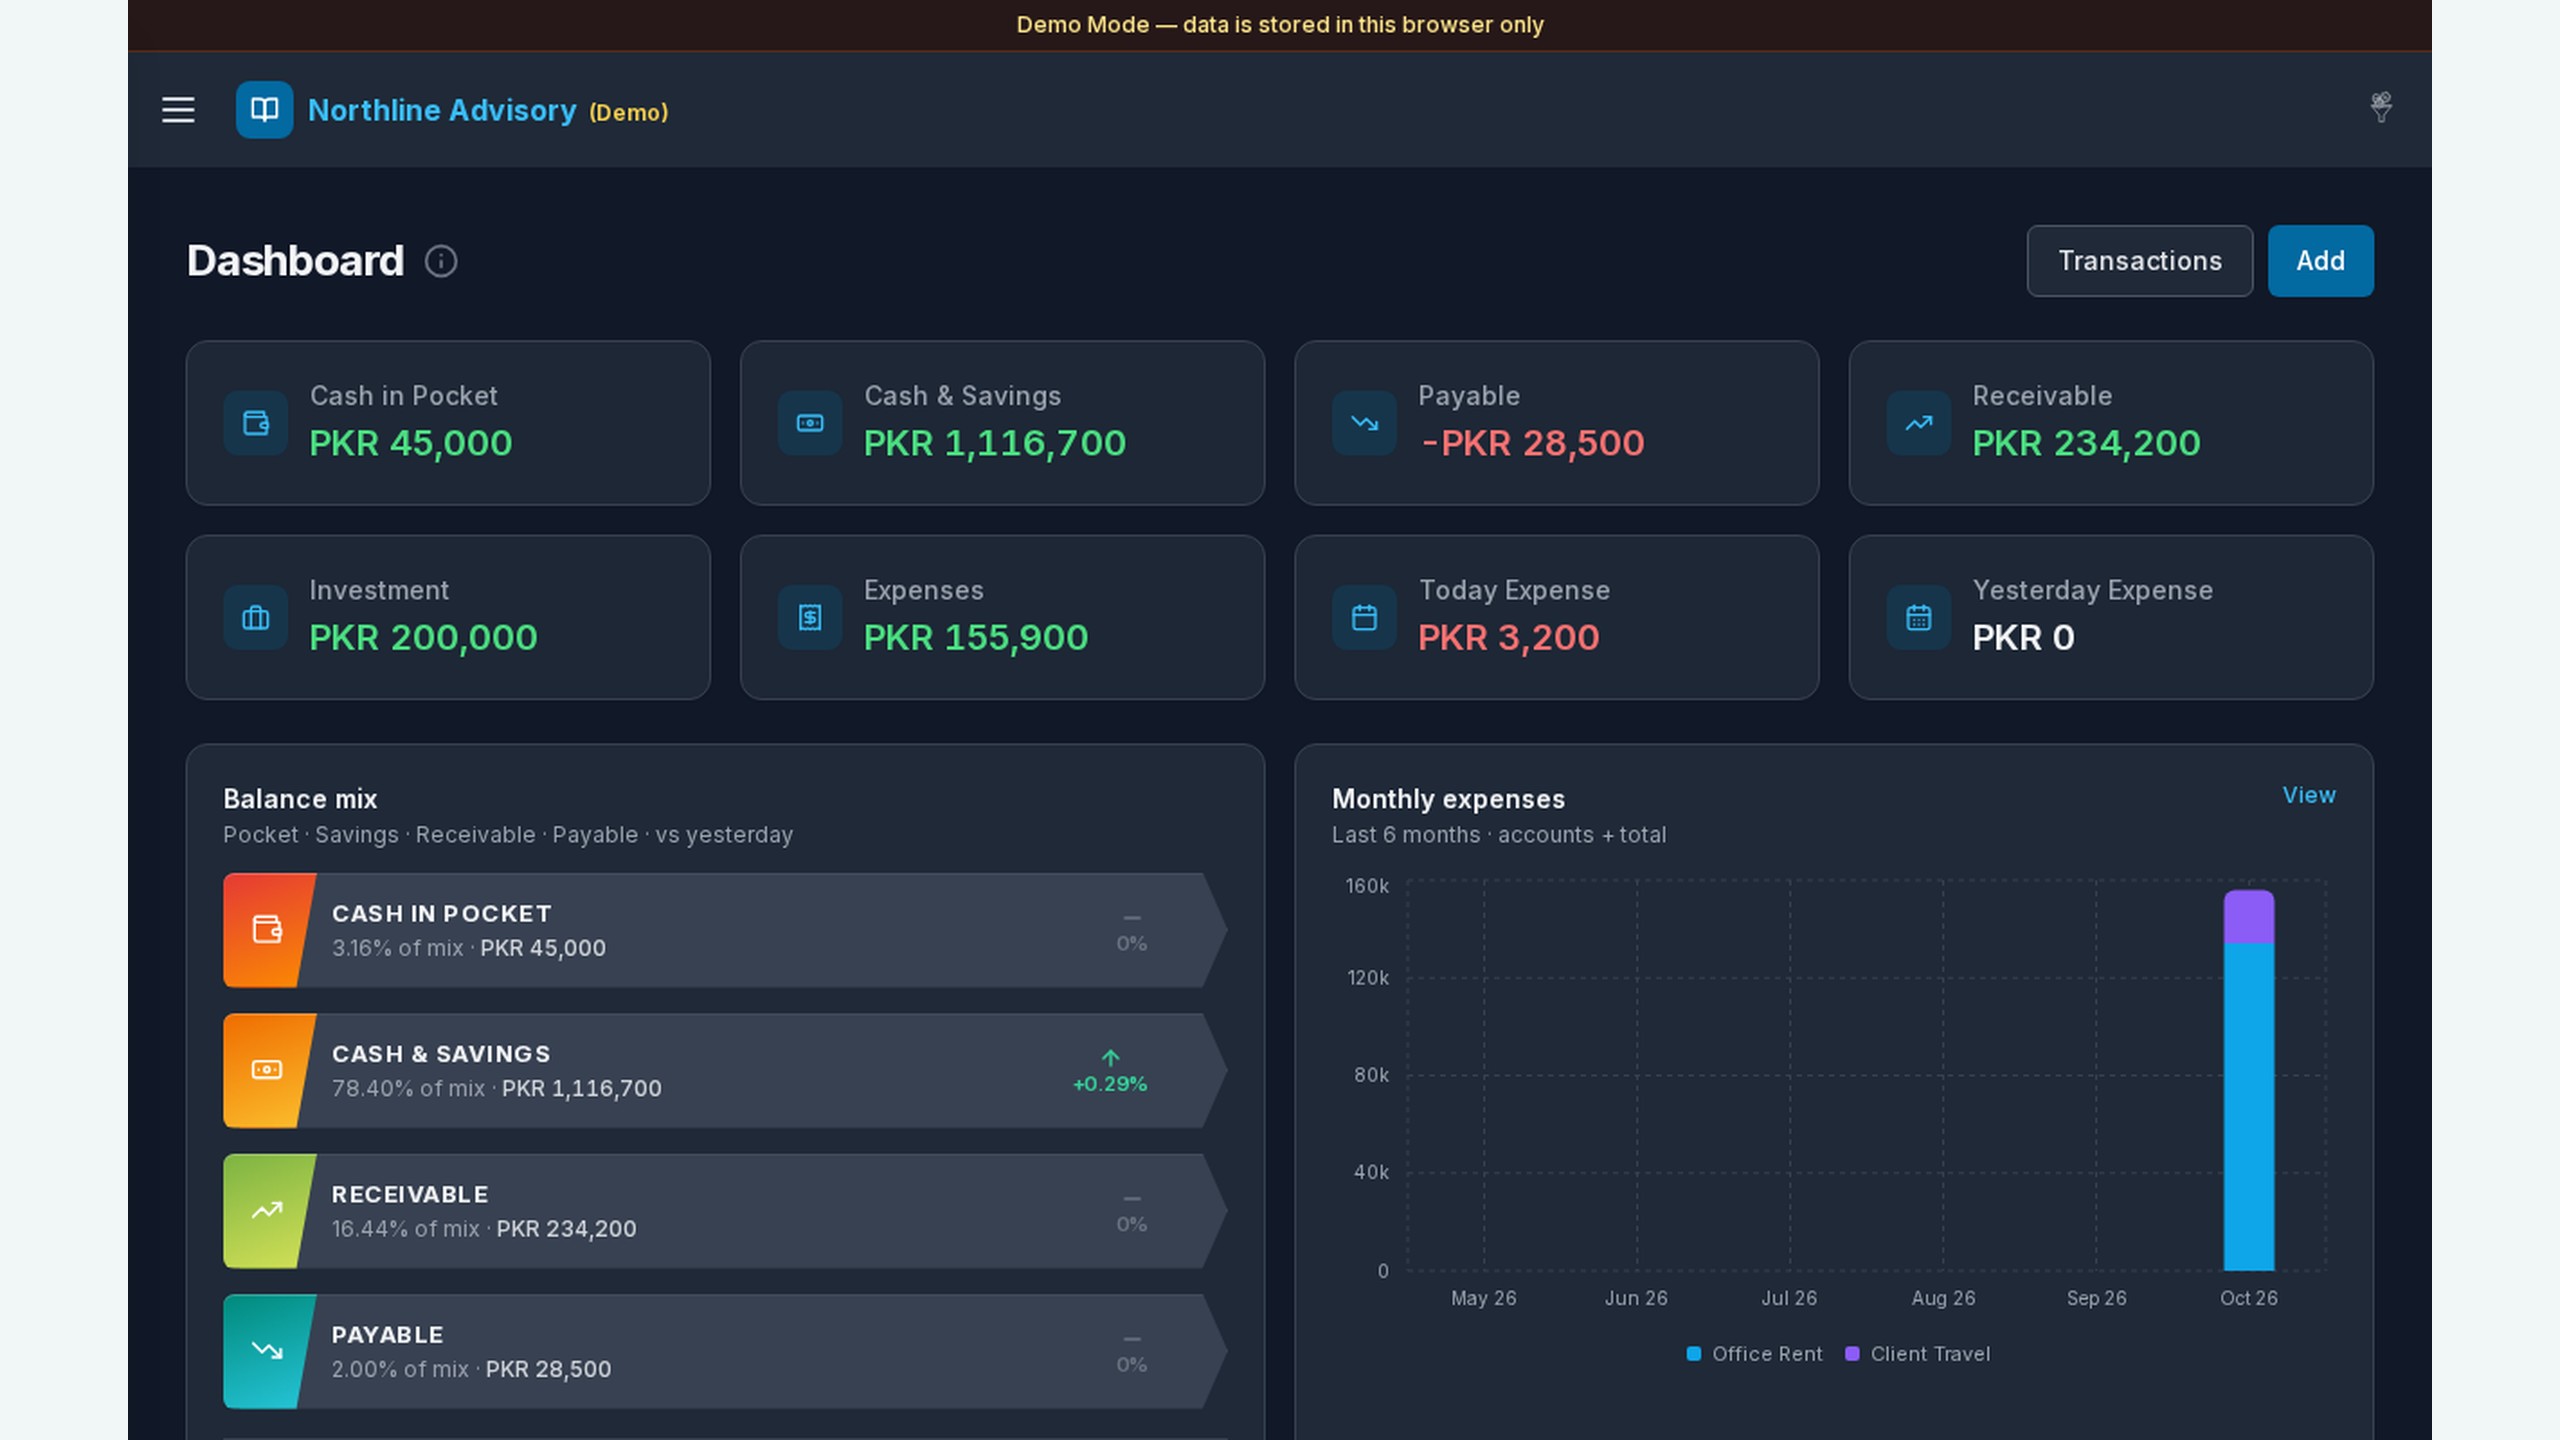 Demo Mode — data is stored in this browser only
Northline Advisory (Demo)
Dashboard
Transactions
Add
Cash in Pocket
PKR 45,000
Cash & Savings
PKR 1,116,700
Payable
-PKR 28,500
Receivable
PKR 234,200
Investment
PKR 200,000
Expenses
PKR 155,900
Today Expense
PKR 3,200
Yesterday Expense
PKR 0
Balance mix
Pocket · Savings · Receivable · Payable · vs yesterday
CASH IN POCKET
3.16% of mix · PKR 45,000
—
0%
CASH & SAVINGS
78.40% of mix · PKR 1,116,700
+0.29%
RECEIVABLE
16.44% of mix · PKR 234,200
—
0%
PAYABLE
2.00% of mix · PKR 28,500
—
0%
Monthly expenses
View
Last 6 months · accounts + total
160k
120k
80k
40k
0
May 26
Jun 26
Jul 26
Aug 26
Sep 26
Oct 26
Office Rent
Client Travel